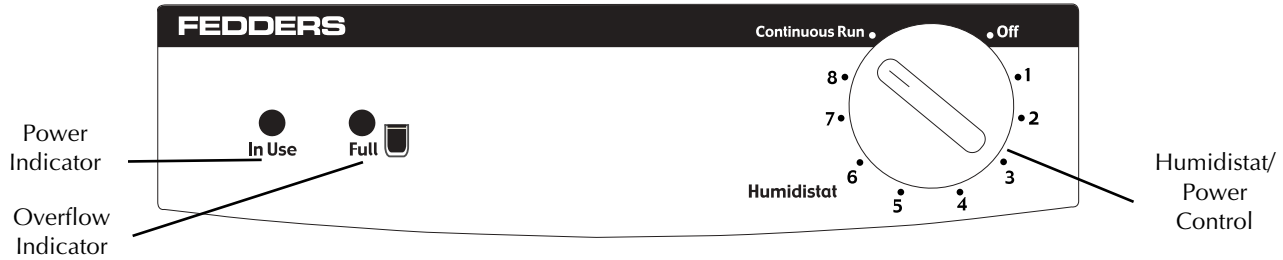 FEDDERS
Continuous Run
Off
8
1
7
2
6
3
5
4
Humidistat
In Use
Full
Power
Indicator
Overflow
Indicator
Humidistat/
Power
Control